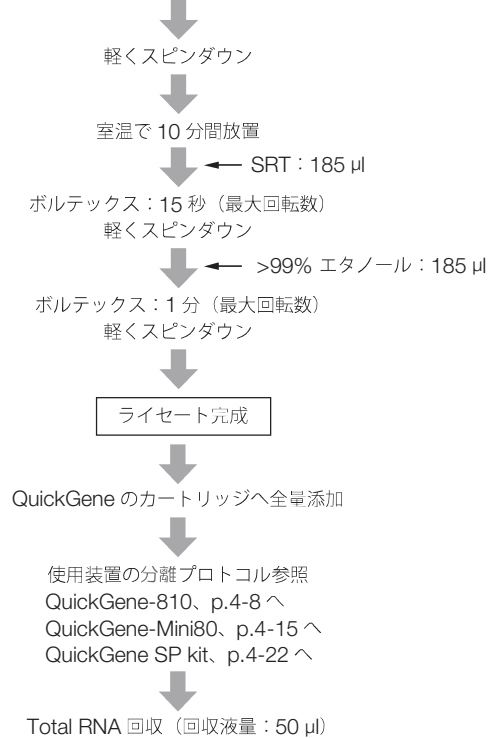 軽くスピンダウン
室温で 10 分間放置
SRT：185 µl
ボルテックス：15 秒（最大回転数）
軽くスピンダウン
>99% エタノール：185 µl
ボルテックス：1 分（最大回転数）
軽くスピンダウン
ライセート完成
QuickGene のカートリッジへ全量添加
使用装置の分離プロトコル参照
QuickGene-810、p.4-8 へ
QuickGene-Mini80、p.4-15 へ
QuickGene SP kit、p.4-22 へ
Total RNA 回収（回収液量：50 µl）